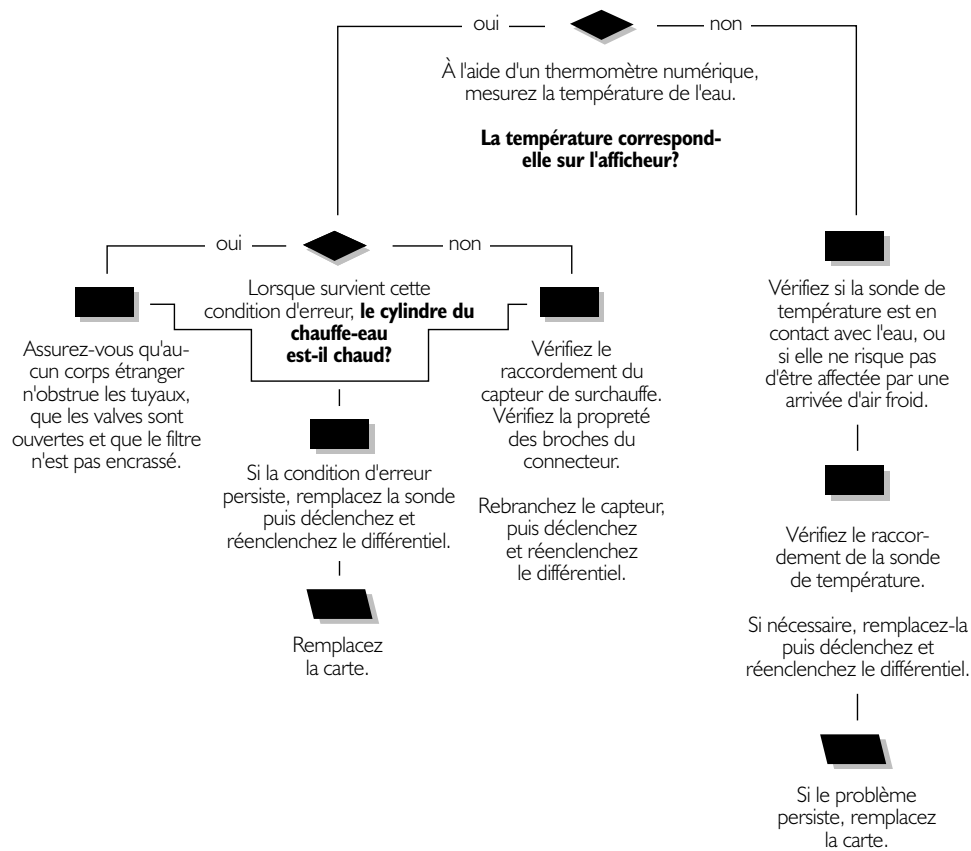 oui
non
À l'aide d'un thermomètre numérique,
mesurez la température de l'eau.
La température correspond-
elle sur l'afficheur?
oui
non
Lorsque survient cette
condition d'erreur, le cylindre du
chauffe-eau
est-il chaud?
Assurez-vous qu'au-
cun corps étranger
n'obstrue les tuyaux,
que les valves sont
ouvertes et que le filtre
n'est pas encrassé.
Vérifiez le
raccordement du
capteur de surchauffe.
Vérifiez la propreté
des broches du
connecteur.
Rebranchez le capteur,
puis déclenchez
et réenclenchez
le différentiel.
Si la condition d'erreur
persiste, remplacez la sonde
puis déclenchez et
réenclenchez le différentiel.
Remplacez
la carte.
Vérifiez si la sonde de
température est en
contact avec l'eau, ou
si elle ne risque pas
d'être affectée par une
arrivée d'air froid.
Vérifiez le raccor-
dement de la sonde
de température.
Si nécessaire, remplacez-la
puis déclenchez et
réenclenchez le différentiel.
Si le problème
persiste, remplacez
la carte.